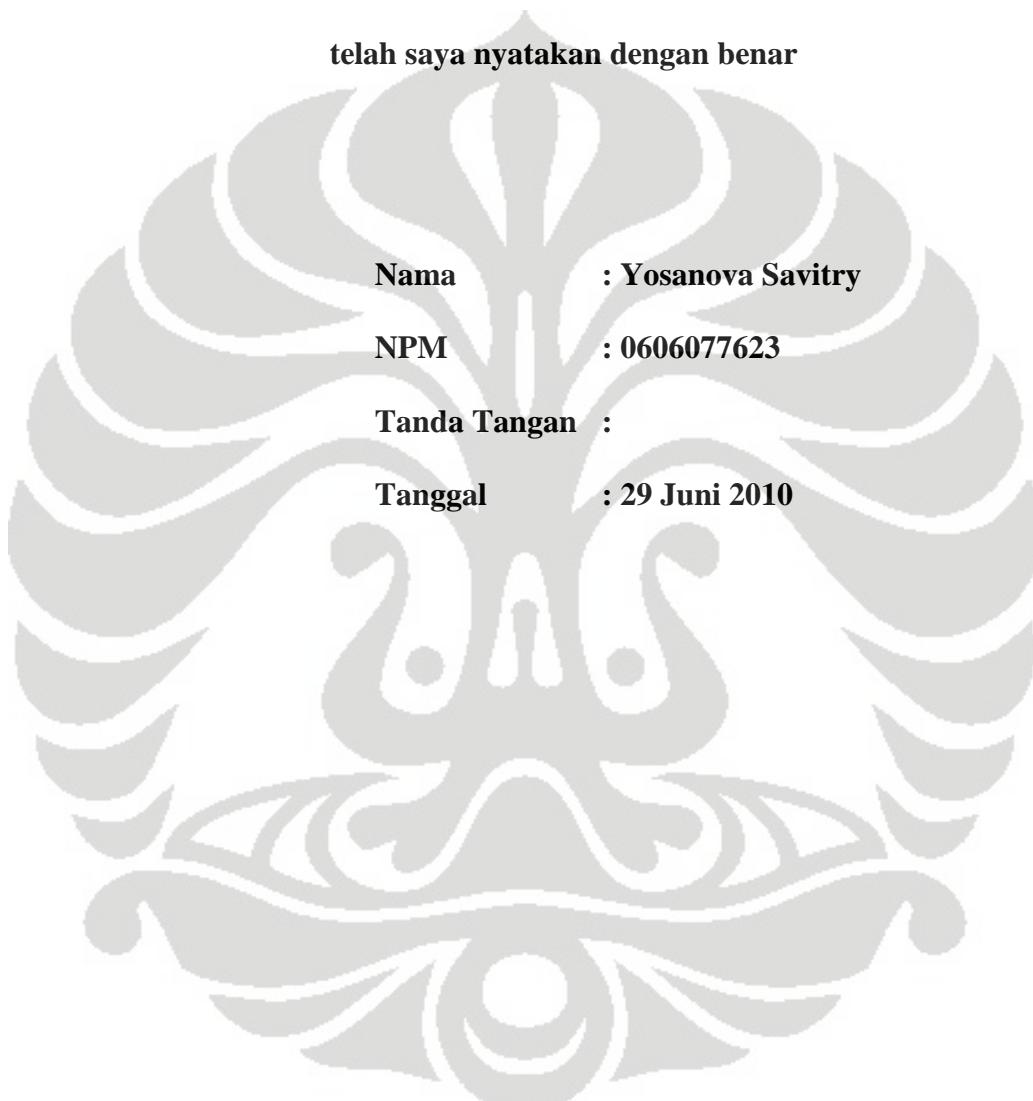 telah saya nyatakan dengan benar
Nama : Yosanova Savitry
NPM : 0606077623
Tanda Tangan :
Tanggal : 29 Juni 2010